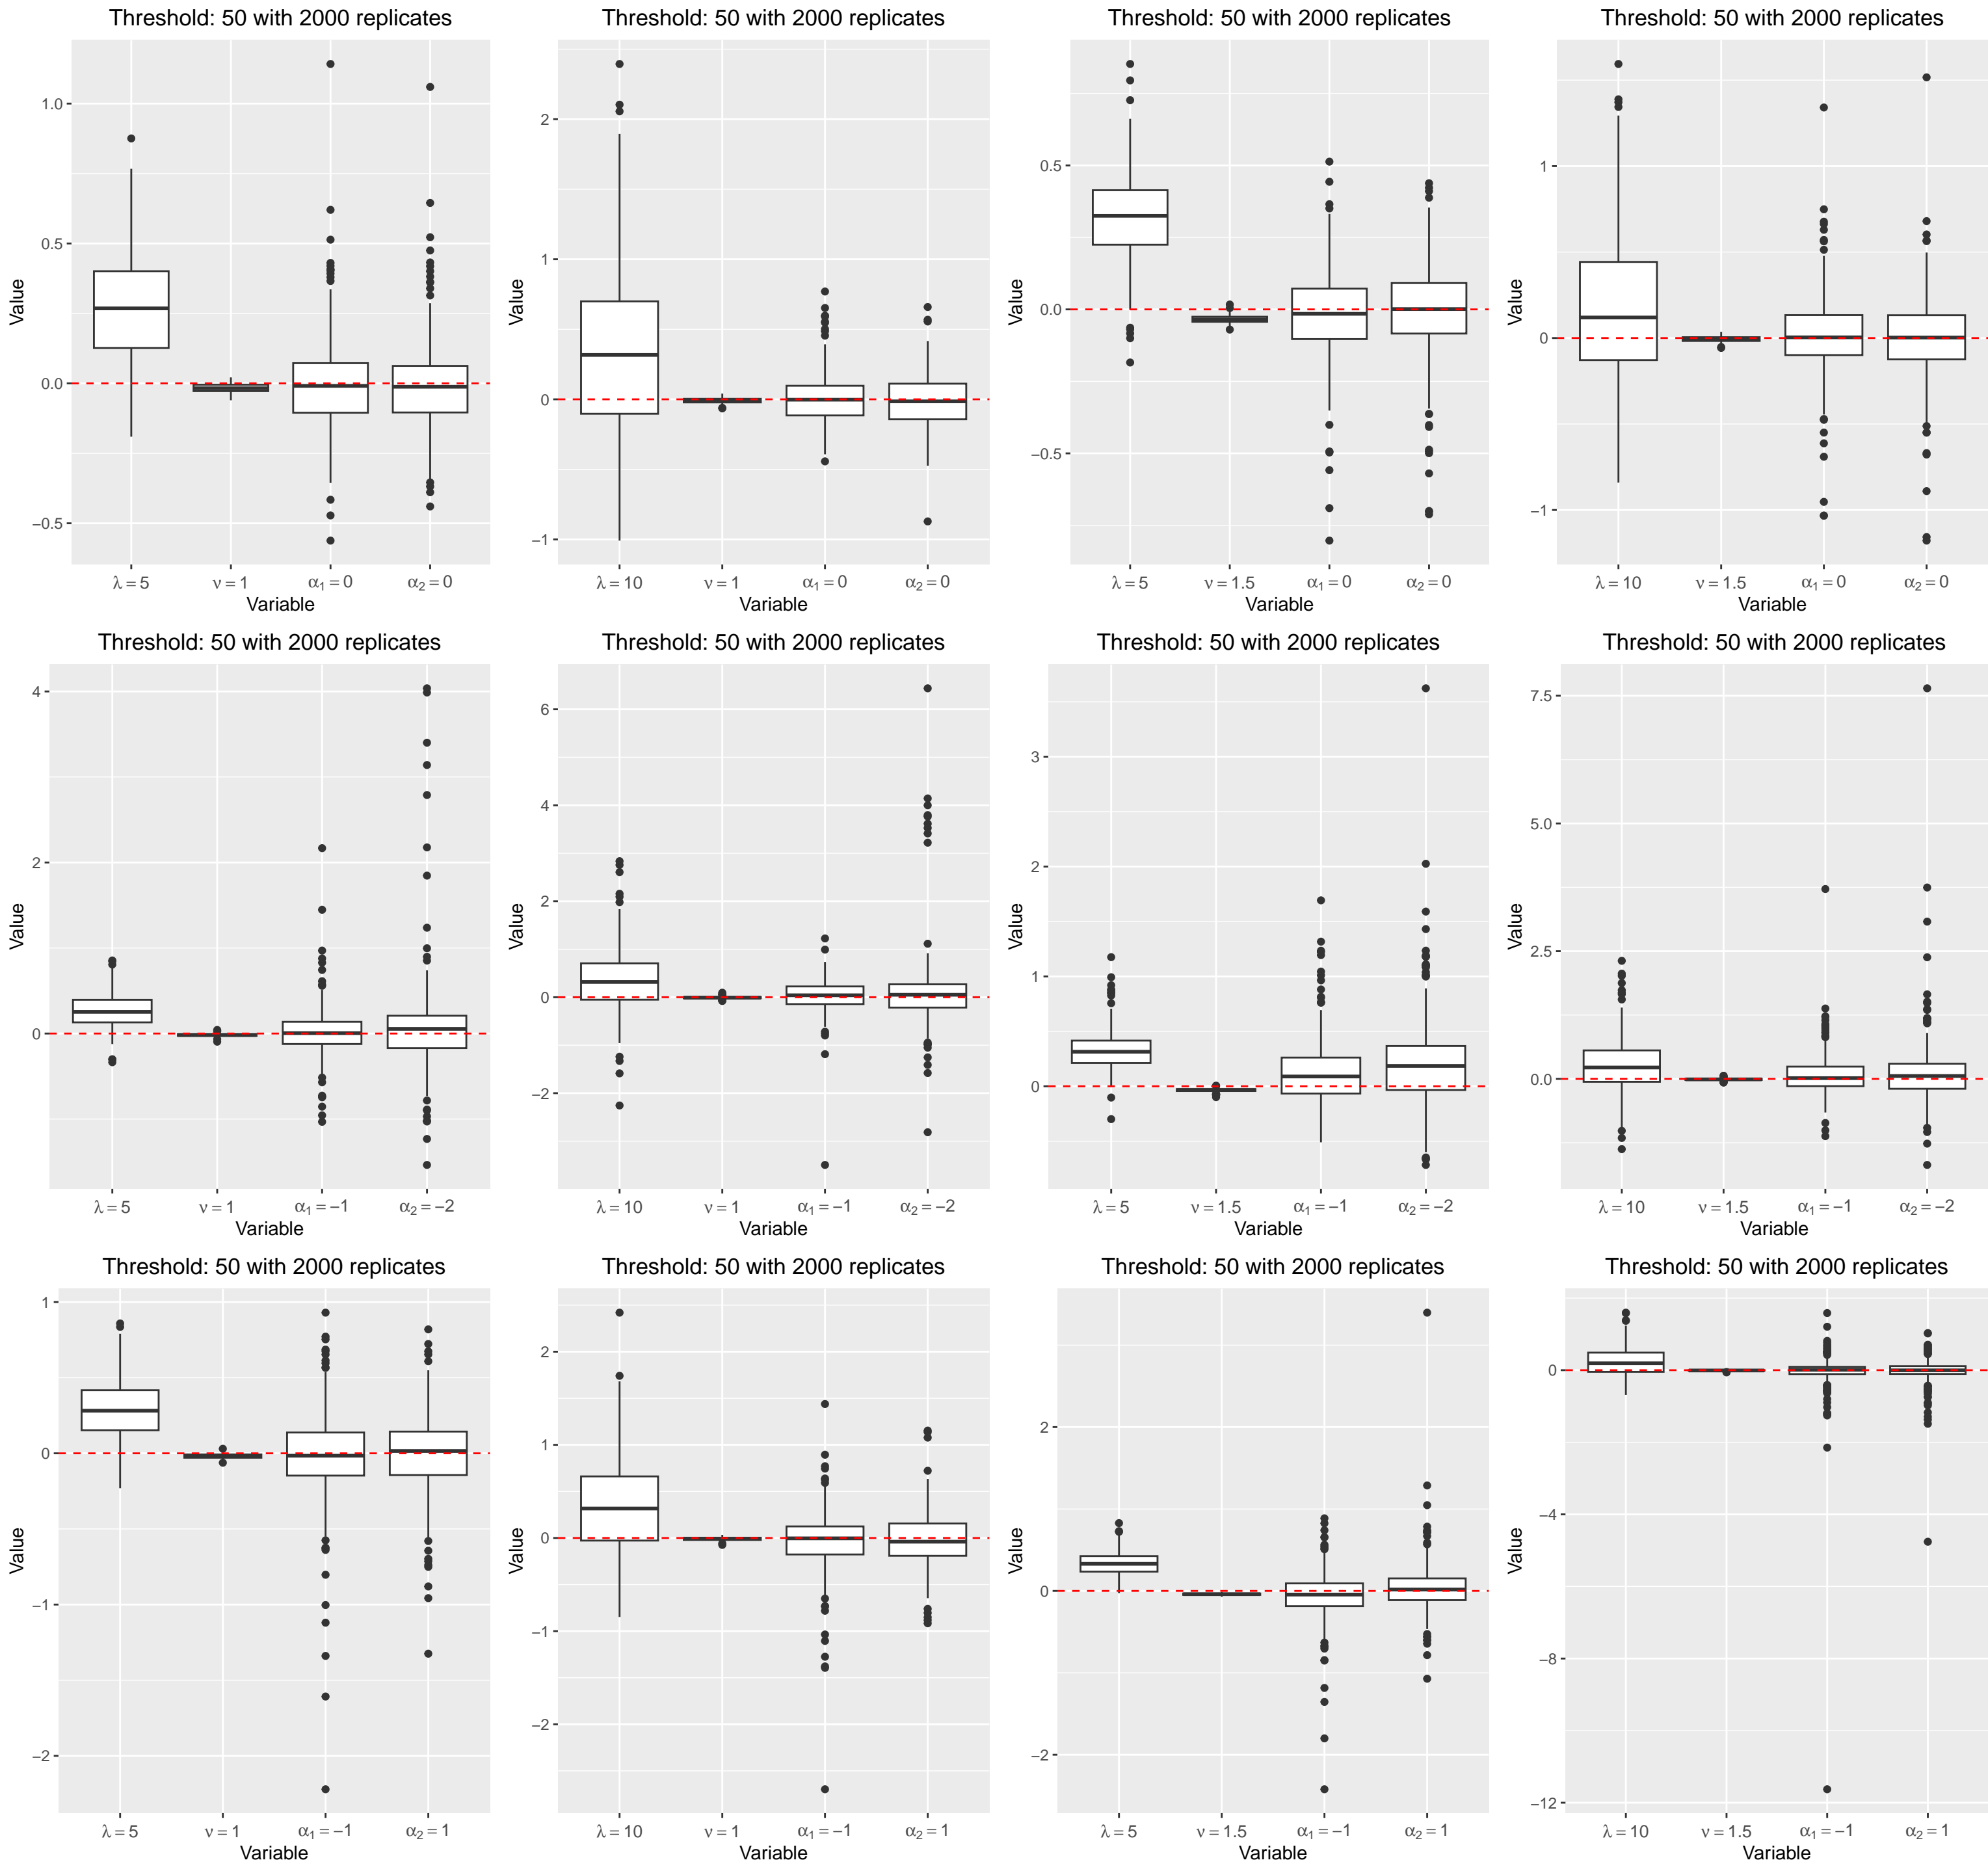 Threshold: 50 with 2000 replicates
Value
1.0
0.5
0.0
−0.5
λ = 5 ν = 1 α₁ = 0 α₂ = 0
Variable
Threshold: 50 with 2000 replicates
Value
2
1
0
−1
λ = 10 ν = 1 α₁ = 0 α₂ = 0
Variable
Threshold: 50 with 2000 replicates
Value
0.5
0.0
−0.5
λ = 5 ν = 1.5 α₁ = 0 α₂ = 0
Variable
Threshold: 50 with 2000 replicates
Value
1
0
−1
λ = 10 ν = 1.5 α₁ = 0 α₂ = 0
Variable
Threshold: 50 with 2000 replicates
Value
4
2
0
λ = 5 ν = 1 α₁ = −1 α₂ = −2
Variable
Threshold: 50 with 2000 replicates
Value
6
4
2
0
−2
λ = 10 ν = 1 α₁ = −1 α₂ = −2
Variable
Threshold: 50 with 2000 replicates
Value
3
2
1
0
λ = 5 ν = 1.5 α₁ = −1 α₂ = −2
Variable
Threshold: 50 with 2000 replicates
Value
7.5
5.0
2.5
0.0
λ = 10 ν = 1.5 α₁ = −1 α₂ = −2
Variable
Threshold: 50 with 2000 replicates
Value
1
0
−1
−2
λ = 5 ν = 1 α₁ = −1 α₂ = 1
Variable
Threshold: 50 with 2000 replicates
Value
2
1
0
−1
−2
λ = 10 ν = 1 α₁ = −1 α₂ = 1
Variable
Threshold: 50 with 2000 replicates
Value
2
0
−2
λ = 5 ν = 1.5 α₁ = −1 α₂ = 1
Variable
Threshold: 50 with 2000 replicates
Value
0
−4
−8
−12
λ = 10 ν = 1.5 α₁ = −1 α₂ = 1
Variable